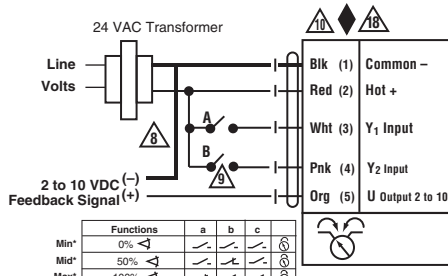 24 VAC Transformer
10 18
Line
Volts
Blk (1) Common –
Red (2) Hot +
A
Wht (3) Y1 Input
8
B
Pnk (4) Y2 Input
9
2 to 10 VDC (–)
Feedback Signal (+)
Org (5) U Output 2 to 10
Functions a b c
Min* 0%
Mid* 50%